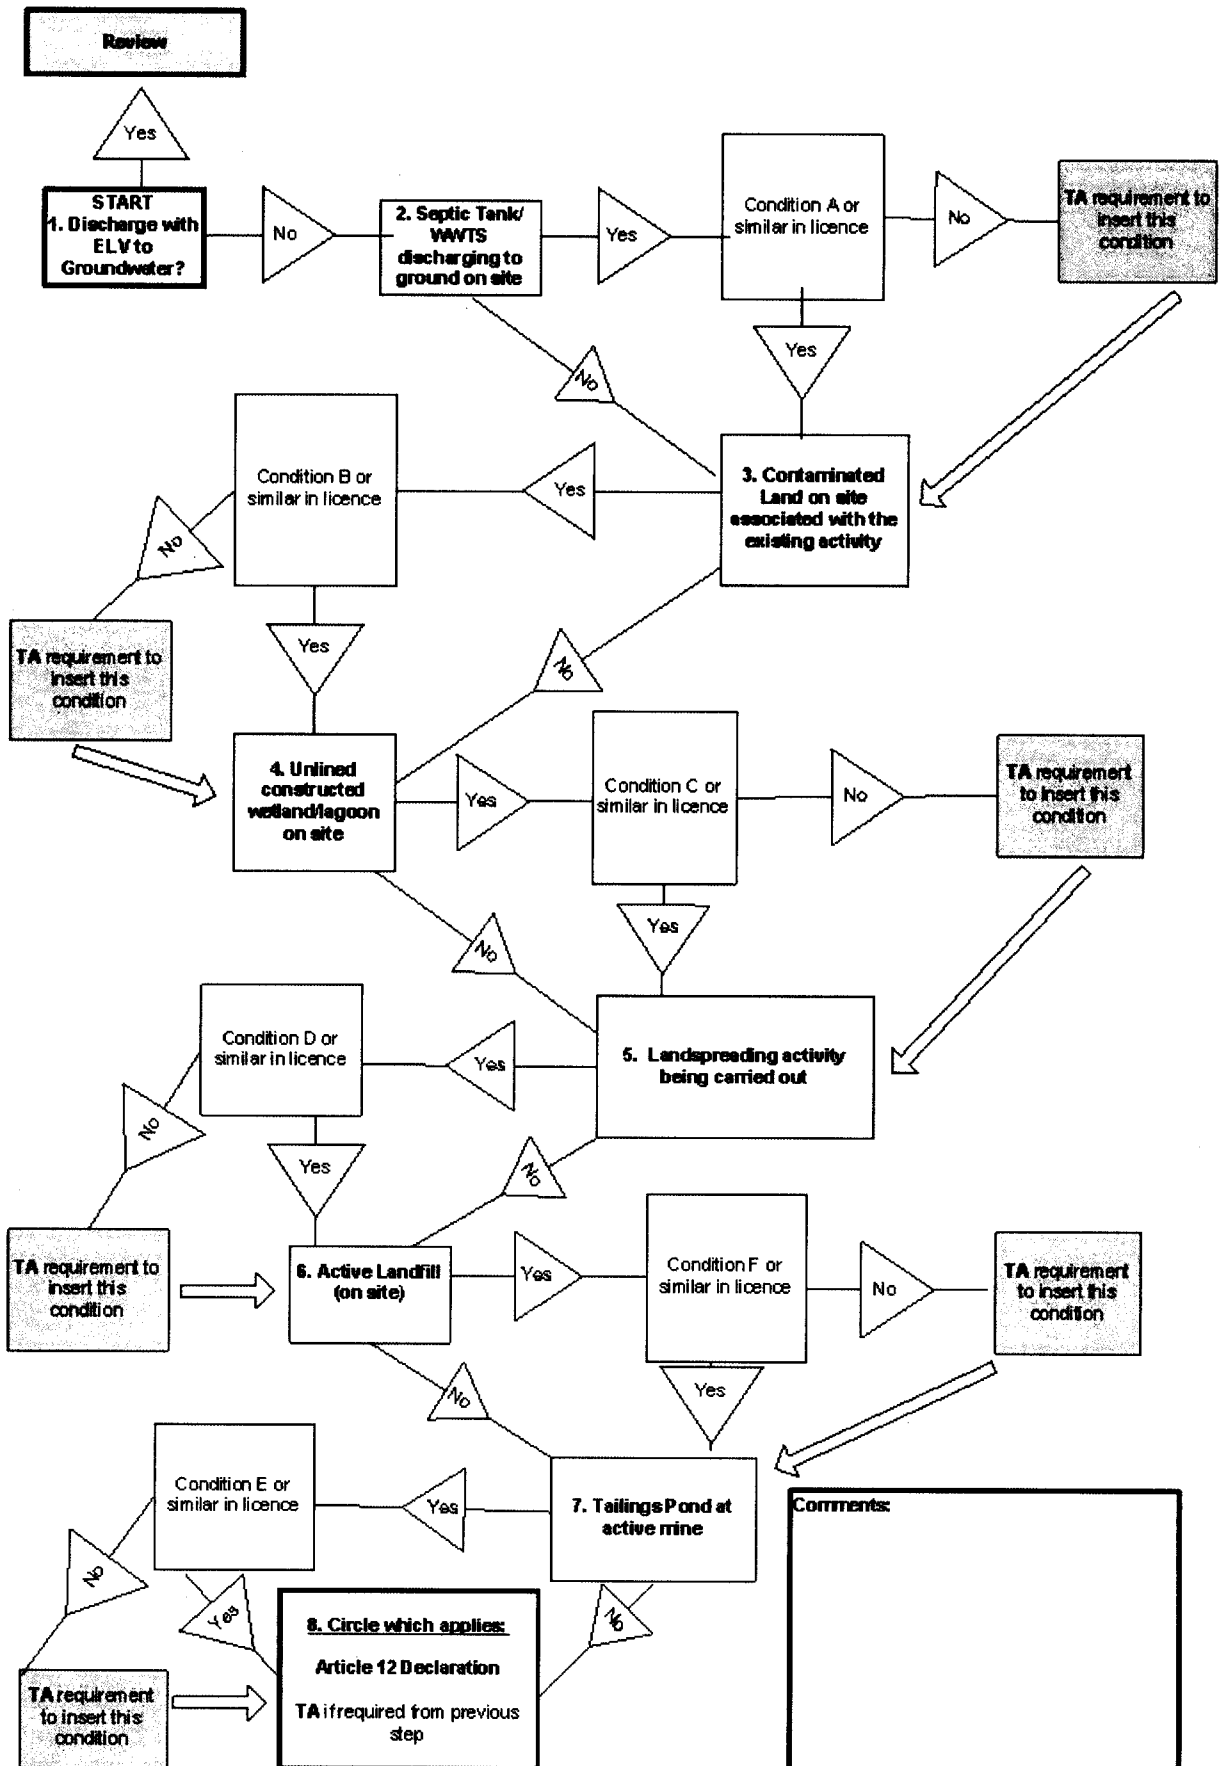 Review
Yes
START
1. Discharge with
ELV to
Groundwater?
No
2. Septic Tank/
WWTS
discharging to
ground on site
Yes
Condition A or
similar in licence
No
TA requirement to
insert this
condition
Yes
No
3. Contaminated
Land on site
associated with the
existing activity
Yes
Condition B or
similar in licence
No
TA requirement to
insert this
condition
Yes
No
4. Unlined
constructed
wetland/lagoon
on site
Yes
Condition C or
similar in licence
No
TA requirement
to insert this
condition
Yes
No
5. Landspreading activity
being carried out
Yes
Condition D or
similar in licence
No
TA requirement to
insert this
condition
Yes
No
6. Active Landfill
(on site)
Yes
Condition F or
similar in licence
No
TA requirement
to insert this
condition
Yes
No
7. Tailings Pond at
active mine
Yes
Condition E or
similar in licence
No
TA requirement
to insert this
condition
Yes
No
8. Circle which applies:
Article 12 Declaration
TA if required from previous
step
Comments: